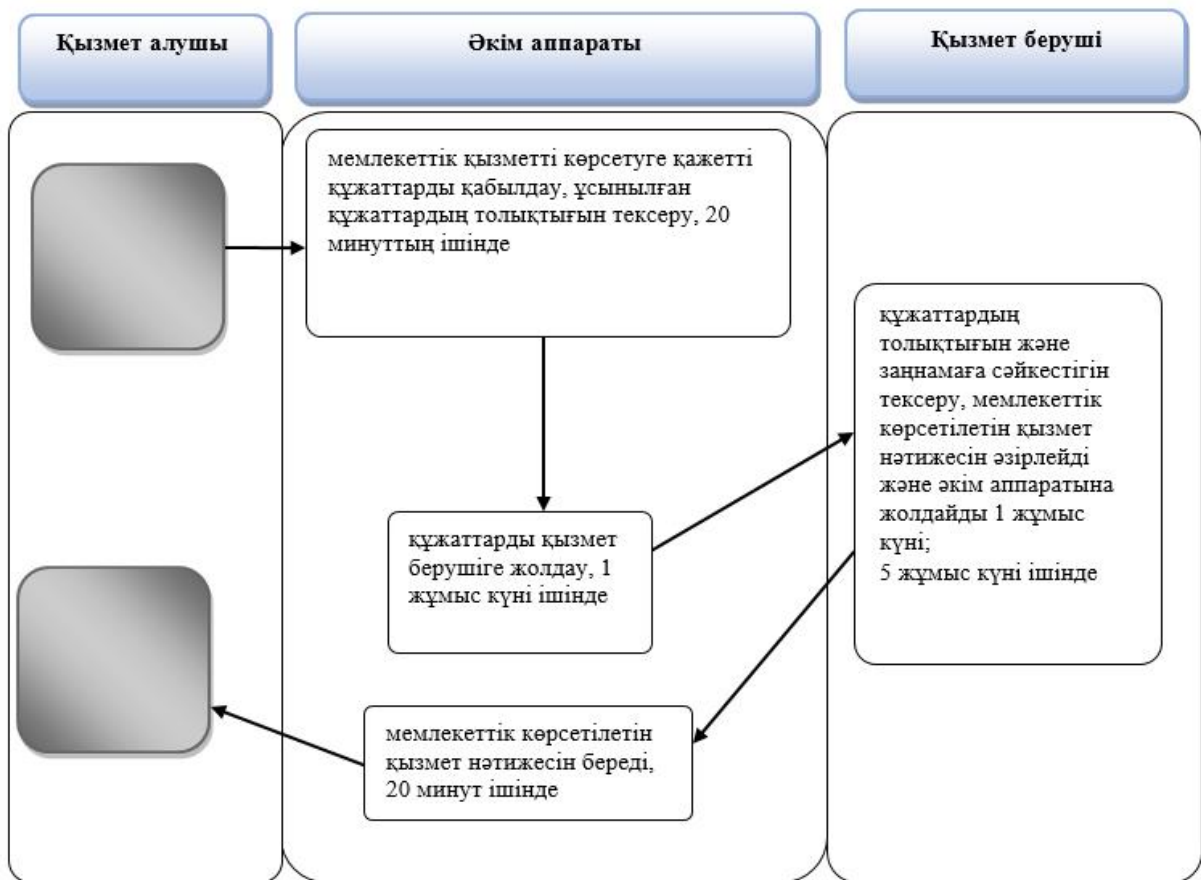 Қызмет алушы
Әкім аппараты
Қызмет беруші
мемлекеттік қызметті көрсетуге қажетті
құжаттарды қабылдау, ұсынылған
құжаттардың толықтығын тексеру, 20
минуттың ішінде
құжаттарды қызмет
берушіге жолдау, 1
жұмыс күні ішінде
құжаттардың
толықтығын және
заңнамаға сәйкестігін
тексеру, мемлекеттік
көрсетілетін қызмет
нәтижесін әзірлейді
және әкім аппаратына
жолдайды 1 жұмыс
күні;
5 жұмыс күні ішінде
мемлекеттік көрсетілетін
қызмет нәтижесін береді,
20 минут ішінде